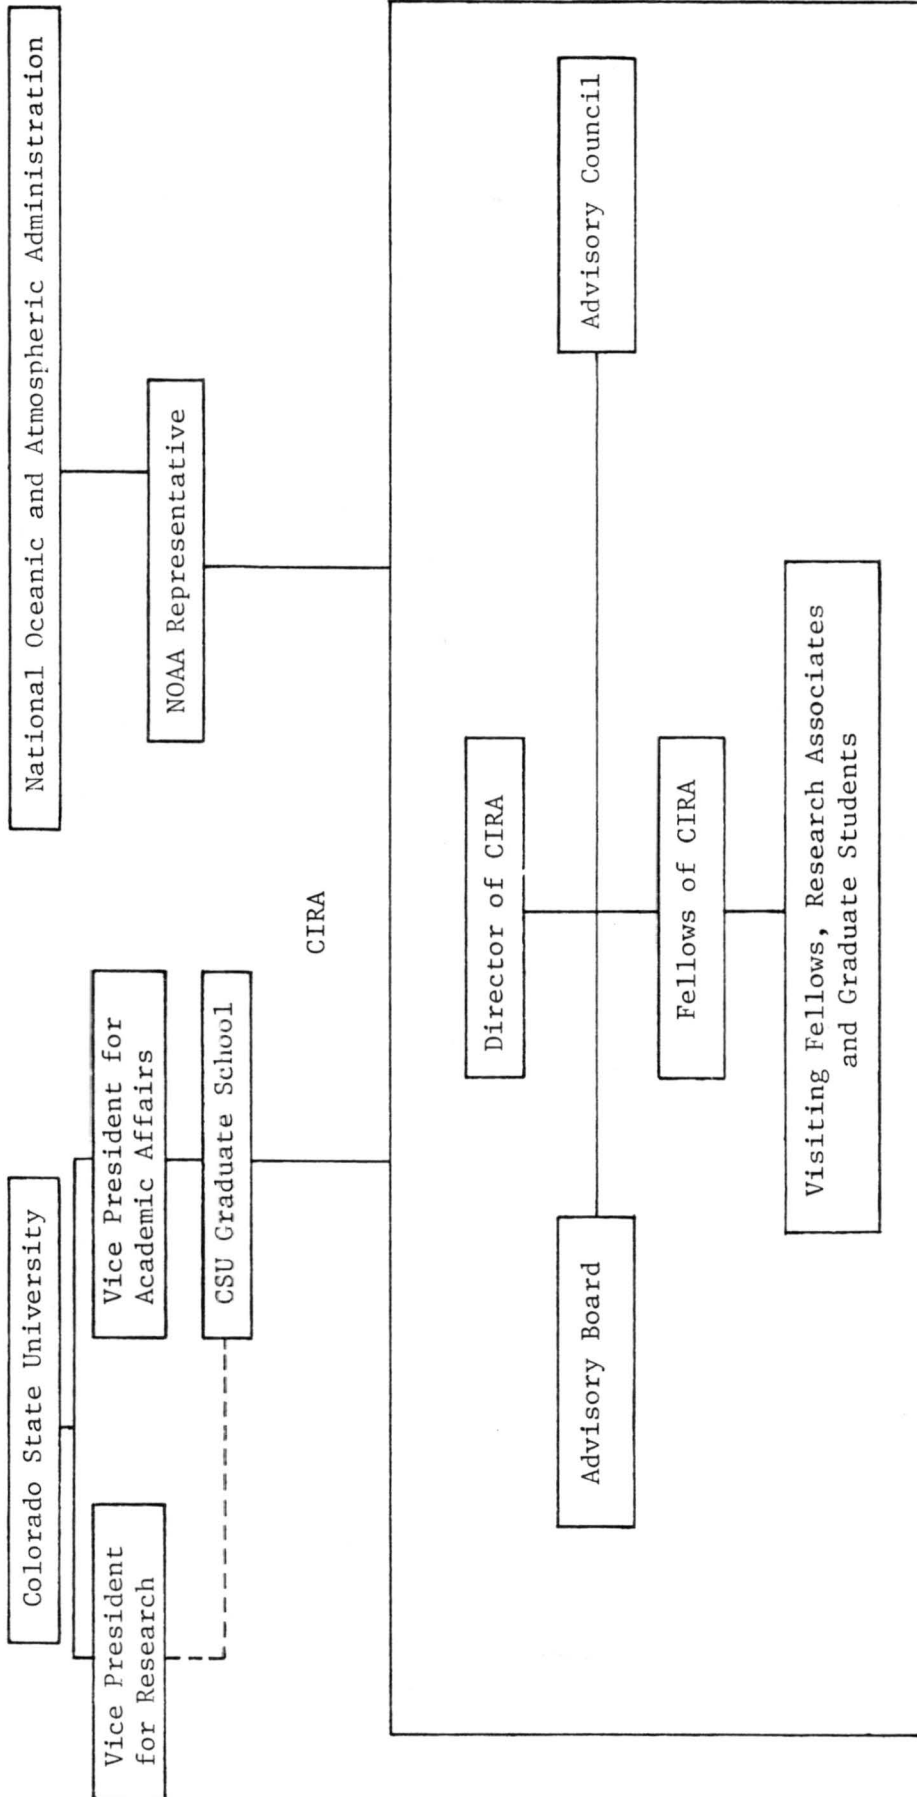 Colorado State University
National Oceanic and Atmospheric Administration
Vice President
for Research
Vice President for
Academic Affairs
NOAA Representative
CSU Graduate School
CIRA
Director of CIRA
Advisory Board
Advisory Council
Fellows of CIRA
Visiting Fellows, Research Associates
and Graduate Students